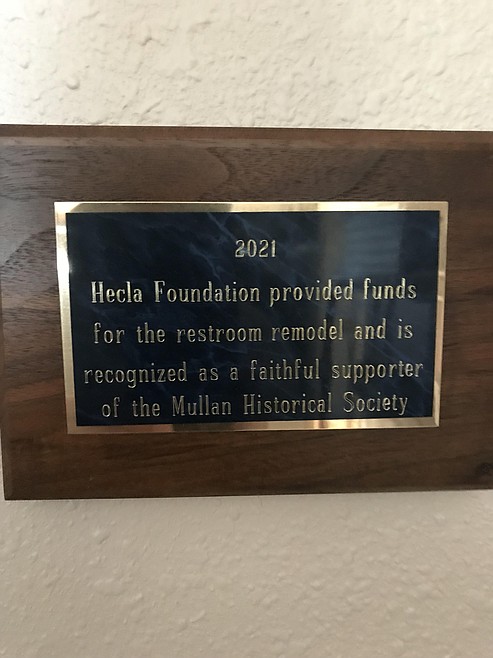 2021
Hecla Foundation provided funds
for the restroom remodel and is
recognized as a faithful supporter
of the Mullan Historical Society